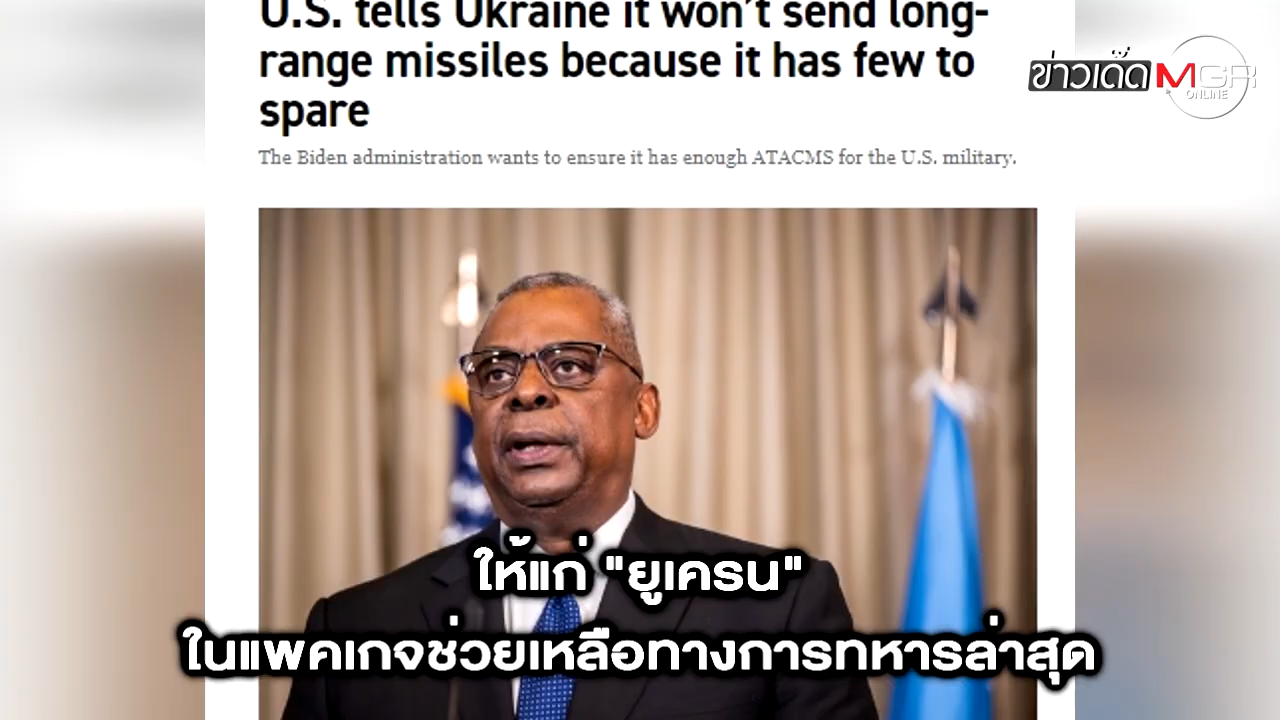 U.S. tells Ukraine it won't send long-
range missiles because it has few to
spare
ข่าวเด็ด MGR
ONLINE
The Biden administration wants to ensure it has enough ATACMS for the U.S. military.
ให้แก่ "ยูเครน"
ในแพคเกจช่วยเหลือทางการทหารล่าสุด